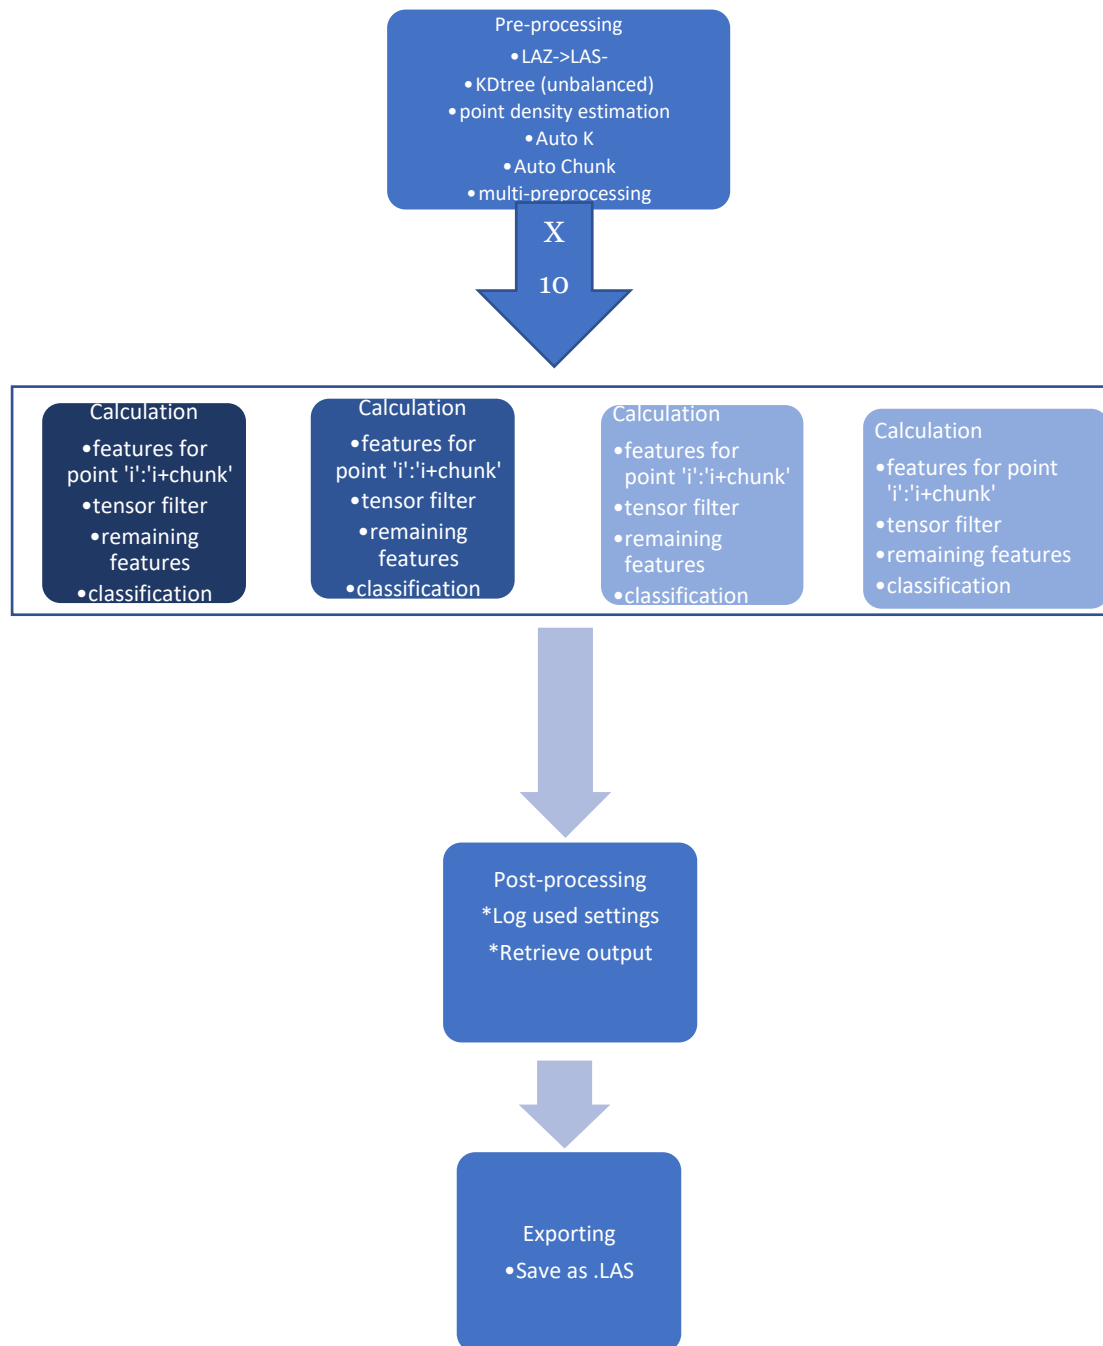 Pre-processing
•LAZ->LAS-
•KDtree (unbalanced)
•point density estimation
•Auto K
•Auto Chunk
•multi-preprocessing
X
10
Calculation
•features for
point 'i':'i+chunk'
•tensor filter
•remaining
features
•classification
Calculation
•features for
point 'i':'i+chunk'
•tensor filter
•remaining
features
•classification
Calculation
•features for
point 'i':'i+chunk'
•tensor filter
•remaining
features
•classification
Calculation
•features for point
'i':'i+chunk'
•tensor filter
•remaining features
•classification
Post-processing
*Log used settings
*Retrieve output
Exporting
•Save as .LAS